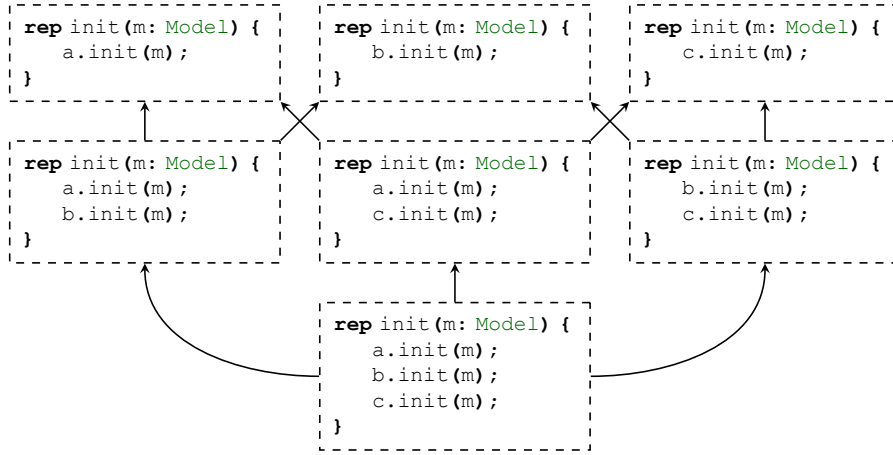 rep init(m: Model) {
a.init(m);
}
rep init(m: Model) {
b.init(m);
}
rep init(m: Model) {
c.init(m);
}
rep init(m: Model) {
a.init(m);
b.init(m);
}
rep init(m: Model) {
a.init(m);
c.init(m);
}
rep init(m: Model) {
b.init(m);
c.init(m);
}
rep init(m: Model) {
a.init(m);
b.init(m);
c.init(m);
}